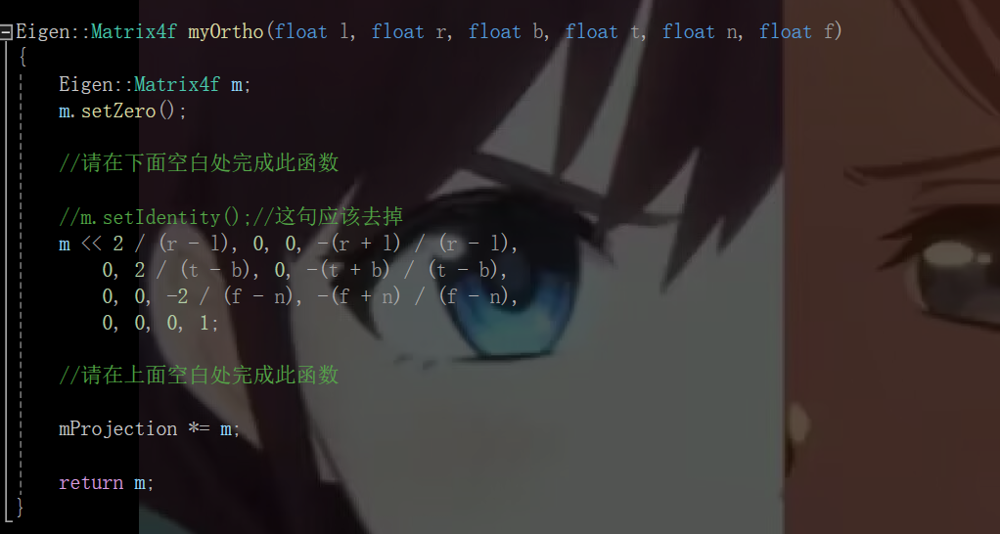 Eigen::Matrix4f myOrtho(float l, float r, float b, float t, float n, float f)
{
Eigen::Matrix4f m;
m.setZero();
//请在下面空白处完成此函数
//m.setIdentity();//这句应该去掉
m << 2 / (r - l), 0, 0, -(r + l) / (r - l),
0, 2 / (t - b), 0, -(t + b) / (t - b),
0, 0, -2 / (f - n), -(f + n) / (f - n),
0, 0, 0, 1;
//请在上面空白处完成此函数
mProjection *= m;
return m;
}